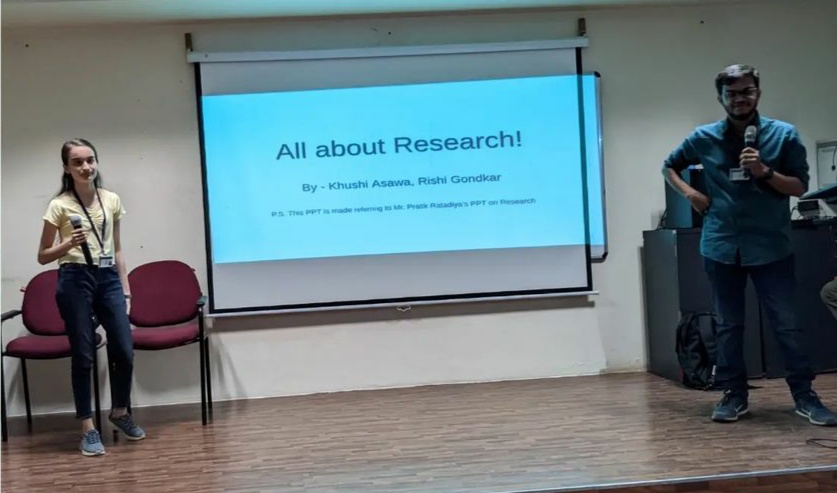 All about Research!
By - Khushi Asawa, Rishi Gondkar
P.S. This PPT is made referring to Mr. Pratik Ratadiya's PPT on Research